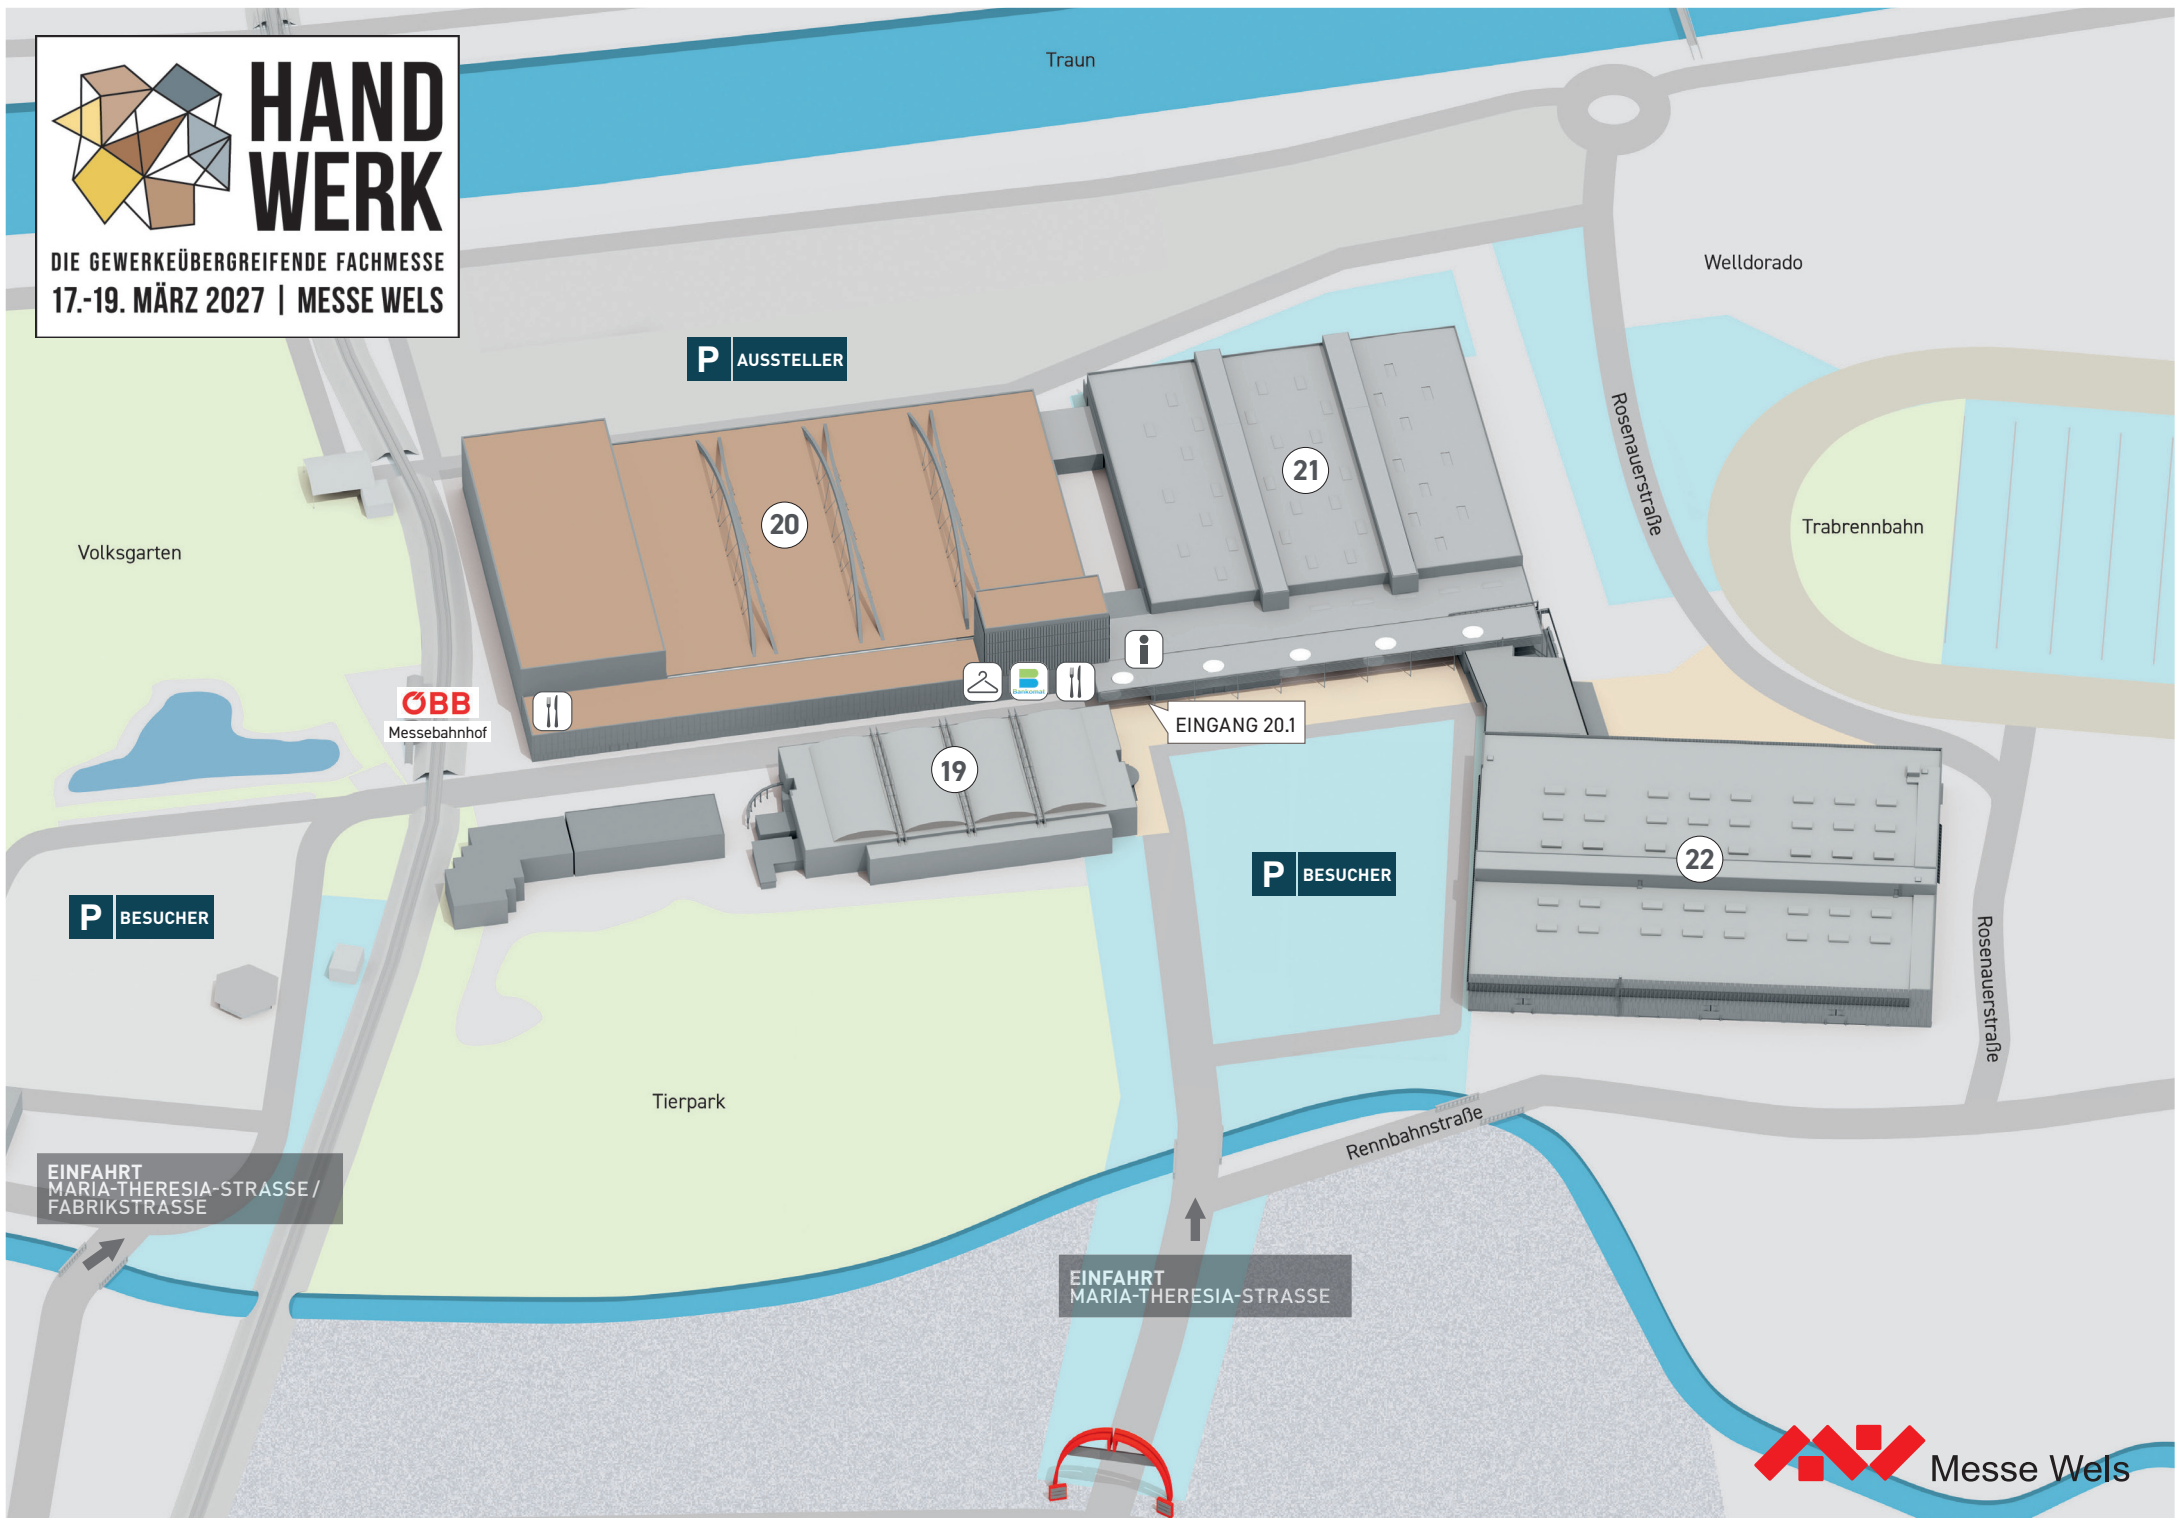 HAND
WERK
DIE GEWERKEÜBERGREIFENDE FACHMESSE
17.-19. MÄRZ 2027 | MESSE WELS
Traun
Welldorado
P AUSSTELLER
Rosenauerstraße
21
20
Trabrennbahn
Volksgarten
i
Bankomat
ÖBB
Messebahnhof
EINGANG 20.1
19
22
P BESUCHER
P BESUCHER
Rosenauerstraße
Tierpark
Rennbahnstraße
EINFAHRT
MARIA-THERESIA-STRASSE/
FABRIKSTRASSE
EINFAHRT
MARIA-THERESIA-STRASSE
Messe Wels